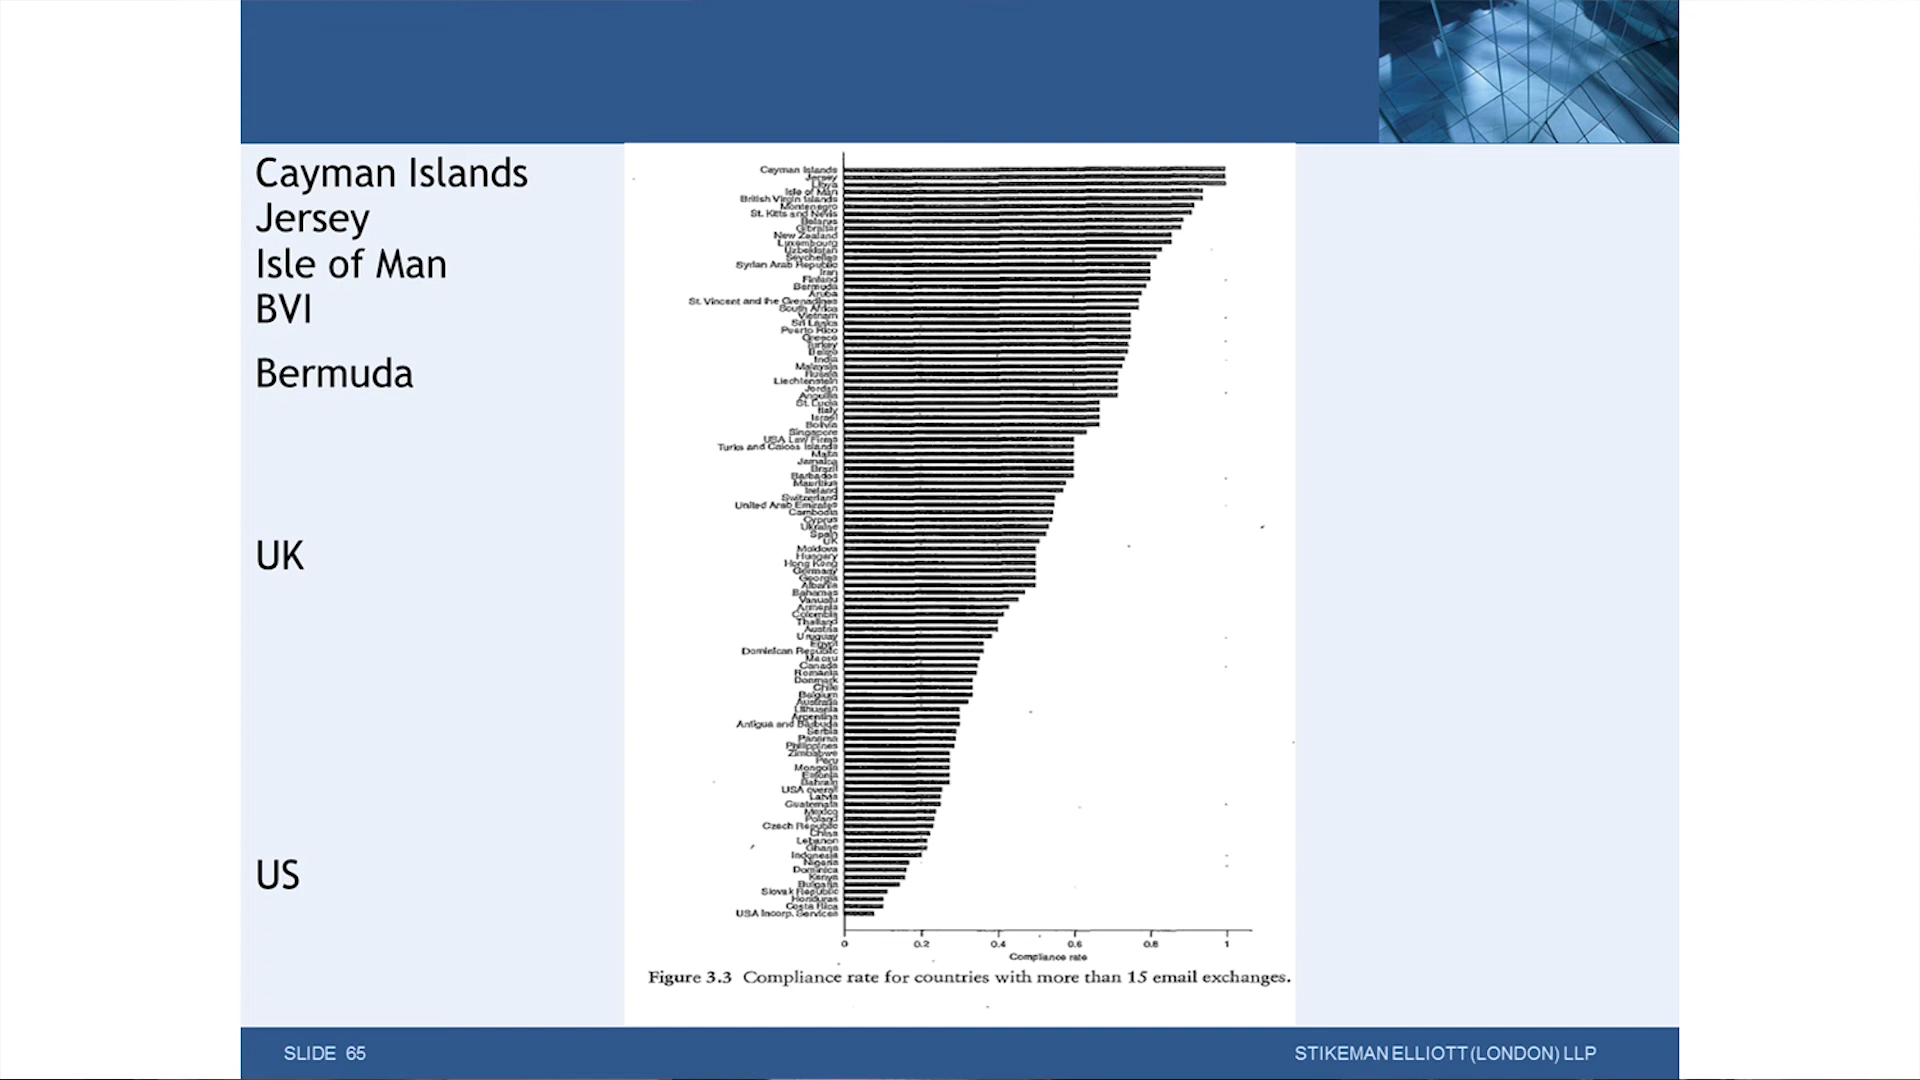 Cayman Islands
Jersey
Isle of Man
BVI
Bermuda
UK
US
Cayman Islands
Jersey
Libya
Isle of Man
British Virgin Islands
Montenegro
St. Kitts and Nevis
Belarus
Gibraltar
New Zealand
Luxembourg
Uzbekistan
Seychelles
Syrian Arab Republic
Iran
Finland
Bermuda
Aruba
St. Vincent and the Grenadines
South Africa
Vietnam
Sri Lanka
Puerto Rico
Greece
Turkey
Belize
India
Malaysia
Russia
Liechtenstein
Jordan
Anguilla
St. Lucia
Italy
Israel
Bolivia
Singapore
USA Law Firms
Turks and Caicos Islands
Malta
Jamaica
Brazil
Barbados
Mauritius
Ireland
Switzerland
United Arab Emirates
Cambodia
Cyprus
Ukraine
Spain
UK
Moldova
Hungary
Hong Kong
Germany
Georgia
Albania
Bahamas
Vanuatu
Armenia
Colombia
Thailand
Austria
Uruguay
Egypt
Dominican Republic
Macau
Canada
Romania
Denmark
Chile
Belgium
Australia
Lithuania
Argentina
Antigua and Barbuda
Serbia
Panama
Philippines
Zimbabwe
Peru
Mongolia
Estonia
Bahrain
USA overall
Latvia
Guatemala
Mexico
Poland
Czech Republic
China
Lebanon
Ghana
Indonesia
Nigeria
Dominica
Kenya
Bulgaria
Slovak Republic
Honduras
Costa Rica
USA Incorp. Services
0 0.2 0.4 0.6 0.8 1
Compliance rate
Figure 3.3 Compliance rate for countries with more than 15 email exchanges.
SLIDE 65
STIKEMAN ELLIOTT (LONDON) LLP